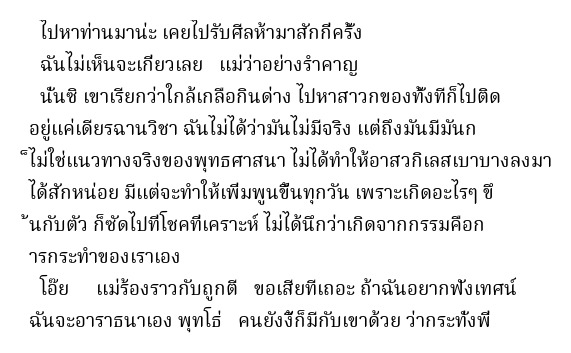 ไปหาท่านมาน่ะ เคยไปรับศีลห้ามาสักกี่ครั้ง
ฉันไม่เห็นจะเกี่ยวเลย แม่ว่าอย่างรำคาญ
นั่นซิ เขาเรียกว่าใกล้เกลือกินด่าง ไปหาสาวกของทั้งทีก็ไปติด
อยู่แค่เดียรฉานวิชา ฉันไม่ได้ว่ามันไม่มีจริง แต่ถึงมันมีมันก
็ไม่ใช่แนวทางจริงของพุทธศาสนา ไม่ได้ทำให้อาสวกิเลสเบาบางลงมา
ได้สักหน่อย มีแต่จะทำให้เพิ่มพูนขึ้นทุกวัน เพราะเกิดอะไรๆ ขึ
้นกับตัว ก็ซัดไปที่โชคที่เคราะห์ ไม่ได้นึกว่าเกิดจากกรรมคือก
ารกระทำของเราเอง
โอ๊ย แม่ร้องราวกับถูกตี ขอเสียทีเถอะ ถ้าฉันอยากฟังเทศน์
ฉันจะอาราธนาเอง พุทโธ่ คนยังงี้ก็มีกับเขาด้วย ว่ากระทั่งพี่